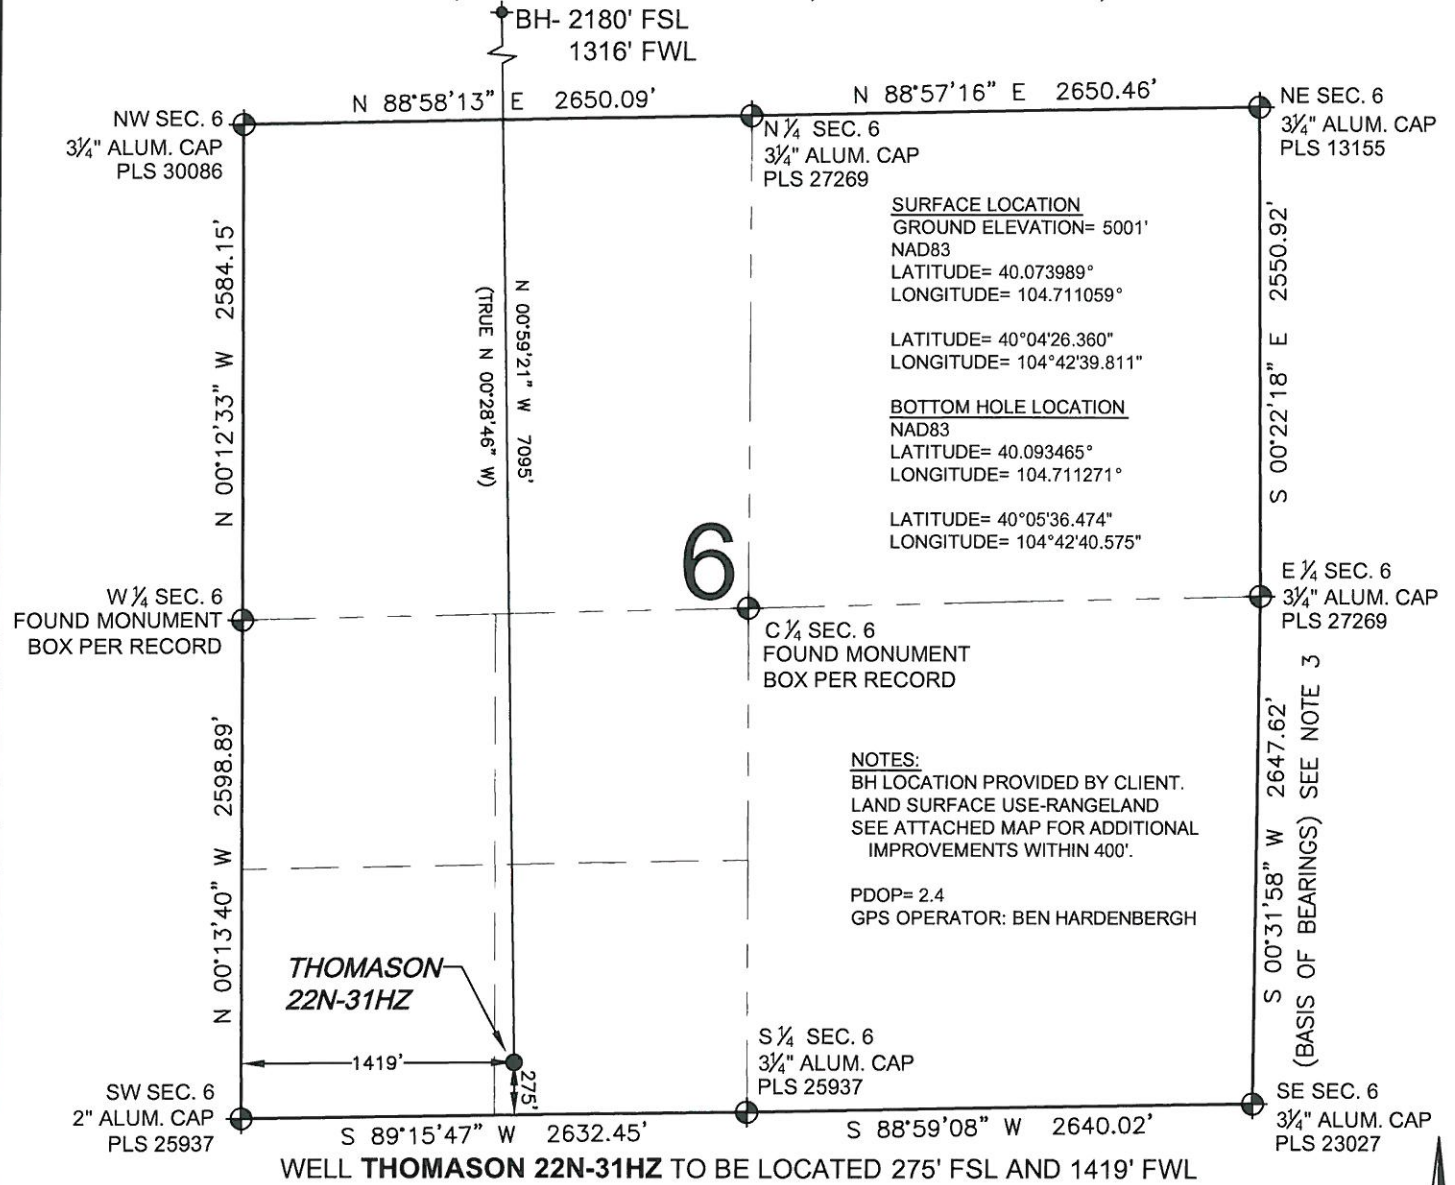 BH- 2180' FSL
1316' FWL
N 88°58'13" E 2650.09'
N 88°57'16" E 2650.46'
NW SEC. 6
3¼" ALUM. CAP
PLS 30086
N ¼ SEC. 6
3¼" ALUM. CAP
PLS 27269
NE SEC. 6
3¼" ALUM. CAP
PLS 13155
SURFACE LOCATION
GROUND ELEVATION= 5001'
NAD83
LATITUDE= 40.073989°
LONGITUDE= 104.711059°
LATITUDE= 40°04'26.360"
LONGITUDE= 104°42'39.811"
BOTTOM HOLE LOCATION
NAD83
LATITUDE= 40.093465°
LONGITUDE= 104.711271°
LATITUDE= 40°05'36.474"
LONGITUDE= 104°42'40.575"
N 00°12'33" W 2584.15'
N 00°59'21" W 7095'
(TRUE N 00°28'46" W)
S 00°22'18" E 2550.92'
6
W ¼ SEC. 6
FOUND MONUMENT
BOX PER RECORD
C ¼ SEC. 6
FOUND MONUMENT
BOX PER RECORD
E ¼ SEC. 6
3¼" ALUM. CAP
PLS 27269
NOTES:
BH LOCATION PROVIDED BY CLIENT.
LAND SURFACE USE-RANGELAND
SEE ATTACHED MAP FOR ADDITIONAL
IMPROVEMENTS WITHIN 400'.
PDOP= 2.4
GPS OPERATOR: BEN HARDENBERGH
N 00°13'40" W 2598.89'
S 00°31'58" W 2647.62'
(BASIS OF BEARINGS) SEE NOTE 3
THOMASON
22N-31HZ
1419'
275'
SW SEC. 6
2" ALUM. CAP
PLS 25937
S ¼ SEC. 6
3¼" ALUM. CAP
PLS 25937
SE SEC. 6
3¼" ALUM. CAP
PLS 23027
S 89°15'47" W 2632.45'
S 88°59'08" W 2640.02'
WELL THOMASON 22N-31HZ TO BE LOCATED 275' FSL AND 1419' FWL